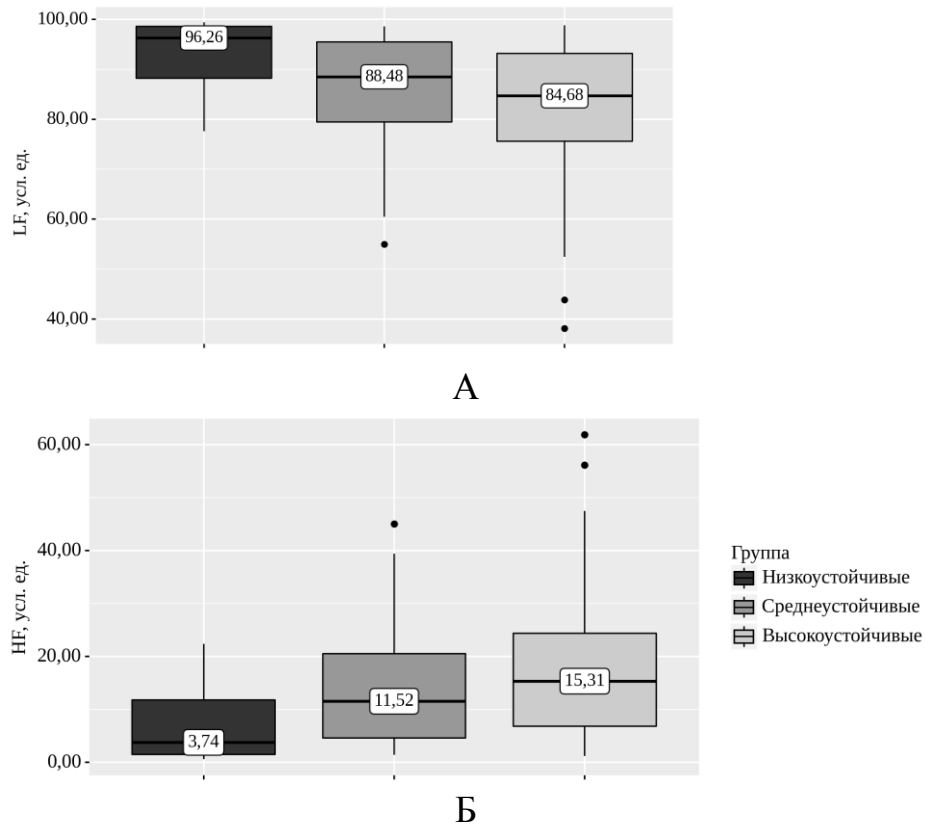 100,00
80,00
60,00
40,00
LF, усл. ед.
96,26
88,48
84,68
А
60,00
40,00
20,00
0,00
HF, усл. ед.
3,74
11,52
15,31
Группа
Низкоустойчивые
Среднеустойчивые
Высокоустойчивые
Б